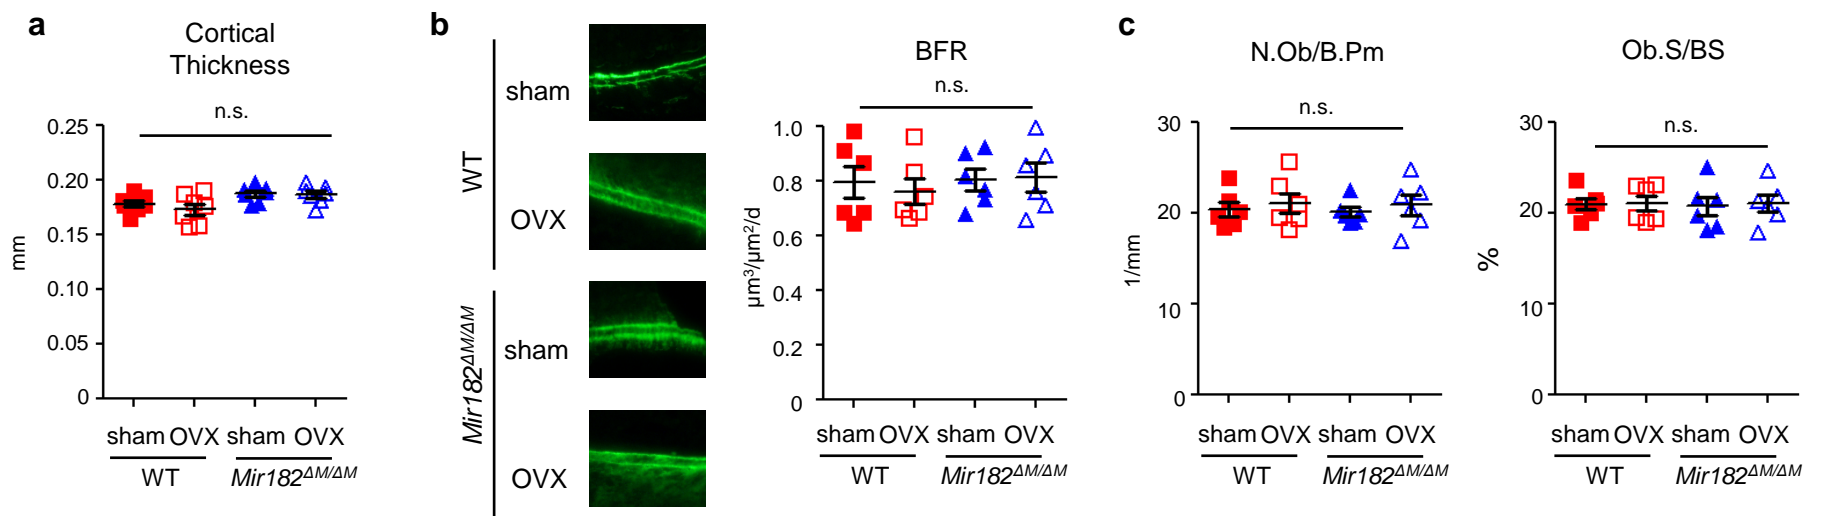 a
Cortical
Thickness
n.s.
0.25
0.20
0.15
0.10
0.05
0
mm
sham OVX sham OVX
WT
Mir182ΔM/ΔM
b
WT
sham
OVX
Mir182ΔM/ΔM
sham
OVX
BFR
n.s.
1.0
0.8
0.6
0.4
0.2
0
μm³/μm²/d
sham OVX sham OVX
WT
Mir182ΔM/ΔM
c
N.Ob/B.Pm
n.s.
30
20
10
0
1/mm
sham OVX sham OVX
WT
Mir182ΔM/ΔM
Ob.S/BS
n.s.
30
20
10
0
%
sham OVX sham OVX
WT
Mir182ΔM/ΔM